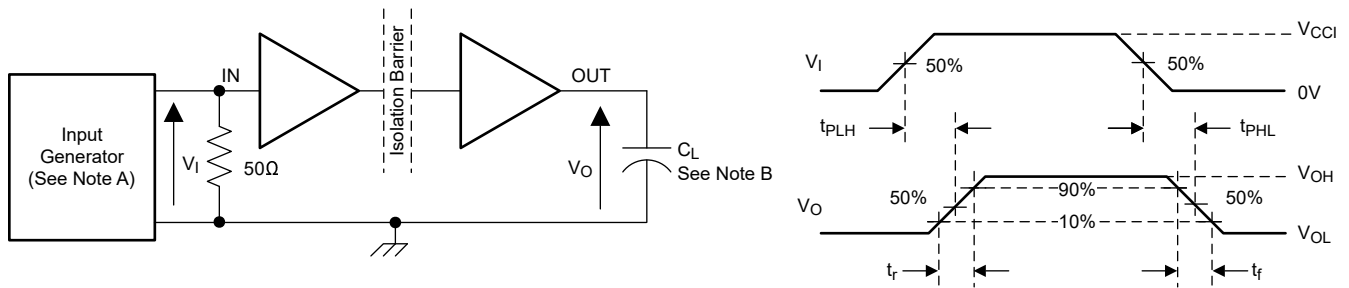 Input
Generator
(See Note A)
V_I
IN
50Ω
Isolation Barrier
OUT
V_O
C_L
See Note B
V_I
50%
50%
V_CCI
0V
t_PLH
t_PHL
V_O
50%
90%
10%
50%
V_OH
V_OL
t_r
t_f